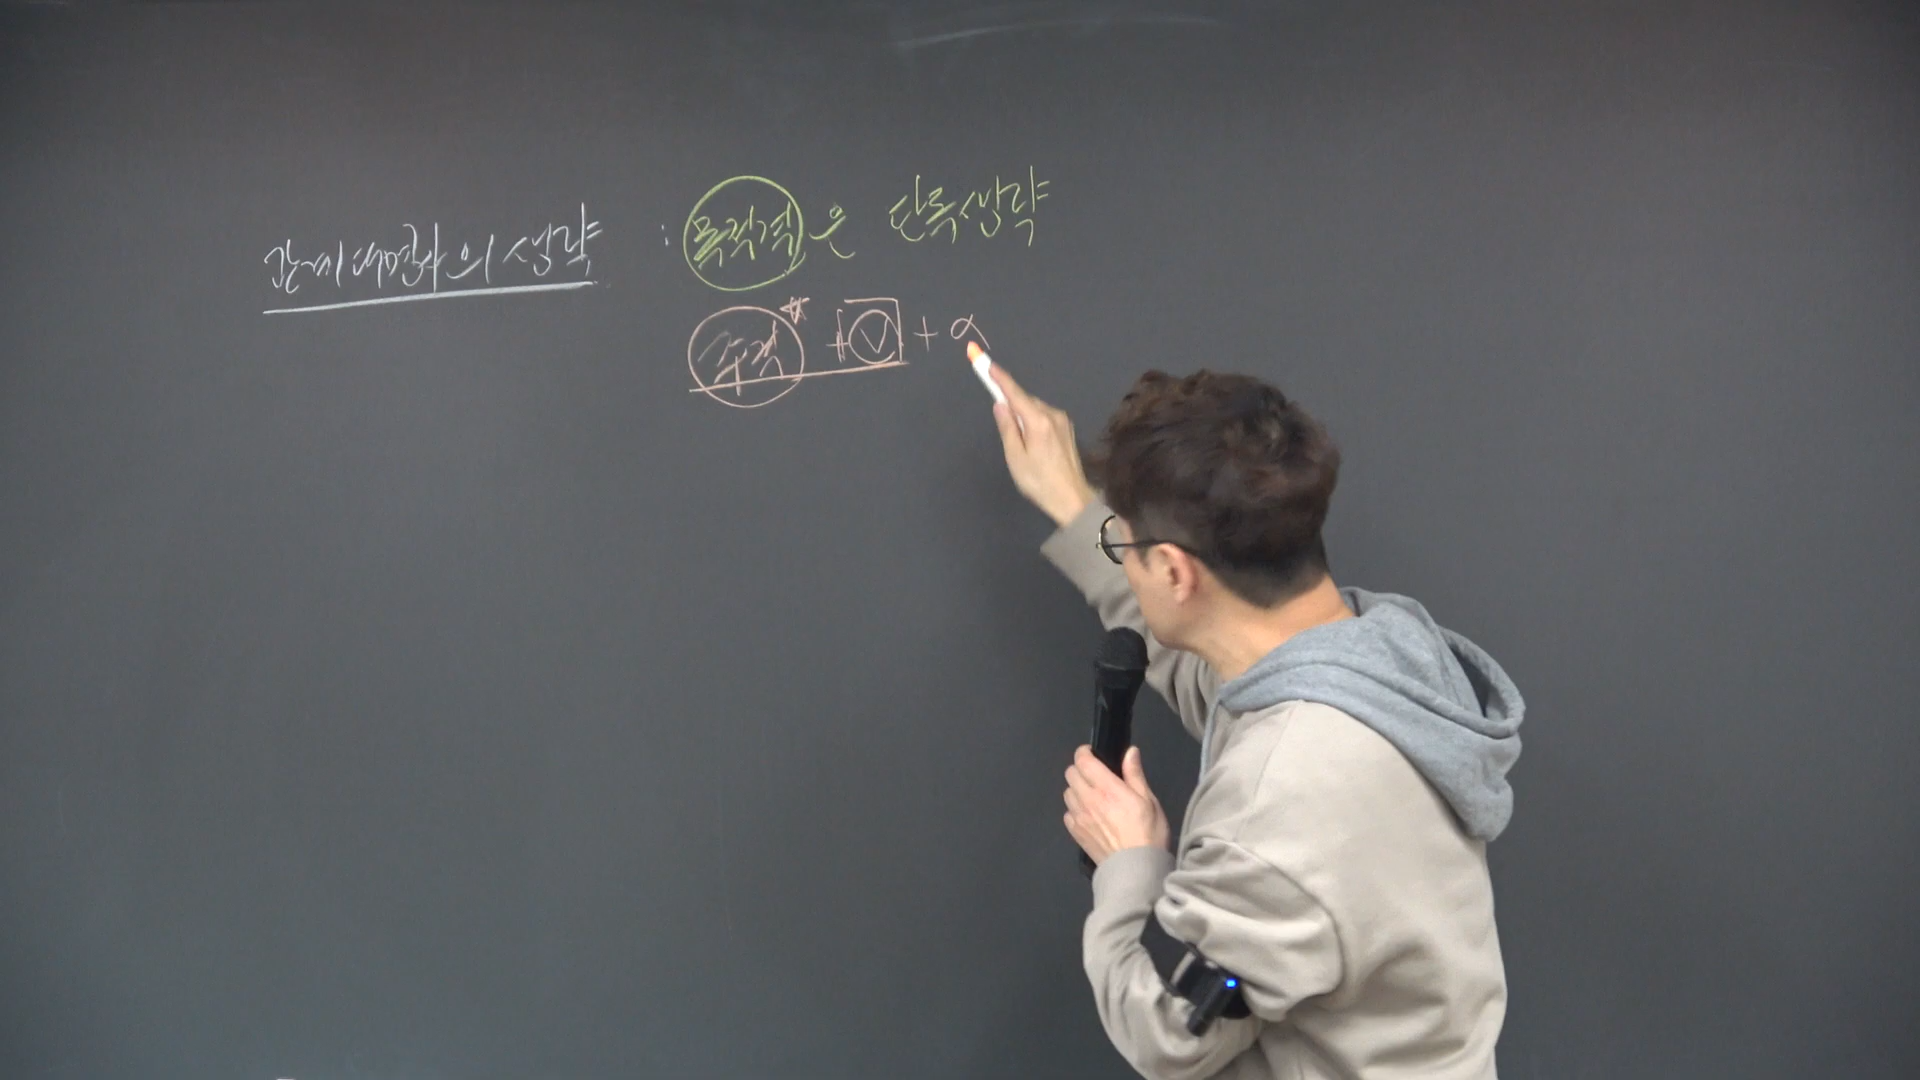 관계대명사의 생략 : 목적격은 단독생략
주격 + V + α